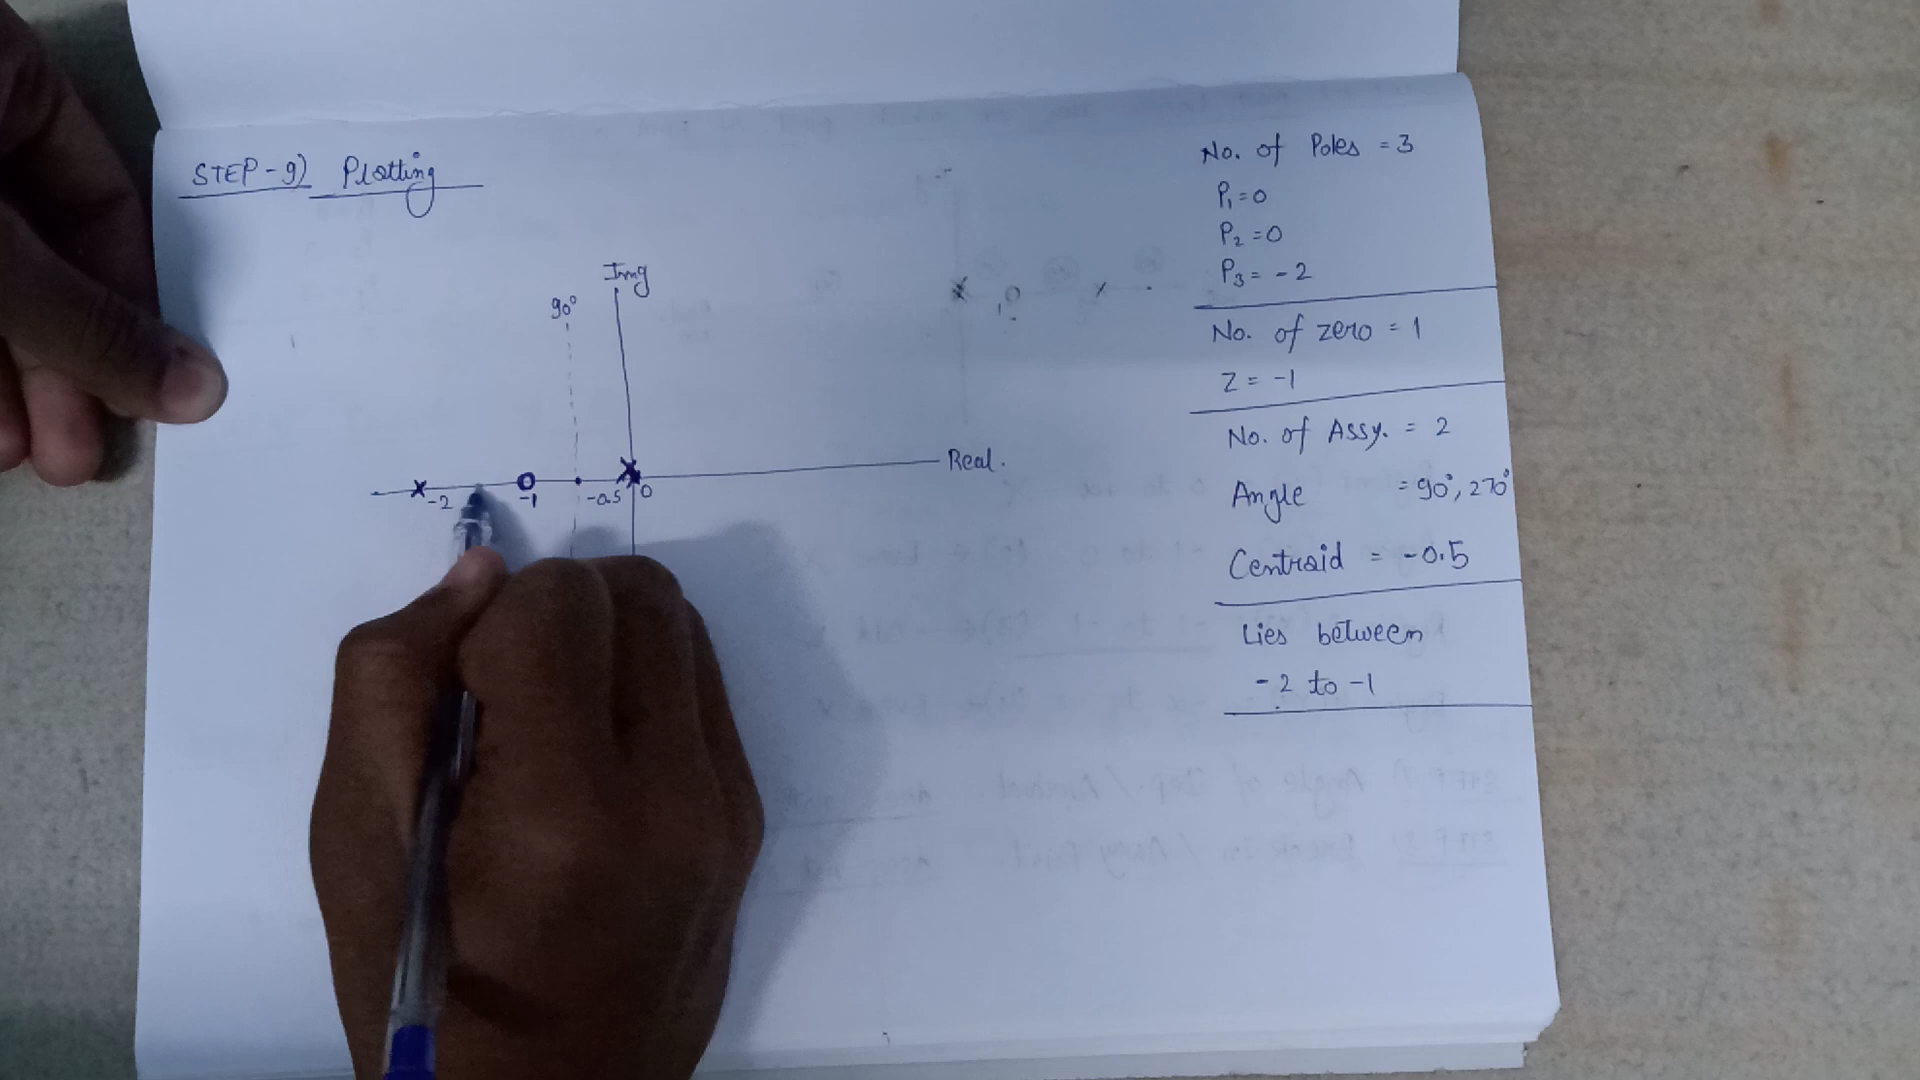 STEP-9) Plotting
Img
90°
Real.
-2
-1
-0.5
0
No. of Poles = 3
P₁ = 0
P₂ = 0
P₃ = -2
No. of zero = 1
Z = -1
No. of Assy. = 2
Angle = 90°, 270°
Centroid = -0.5
Lies between
-2 to -1